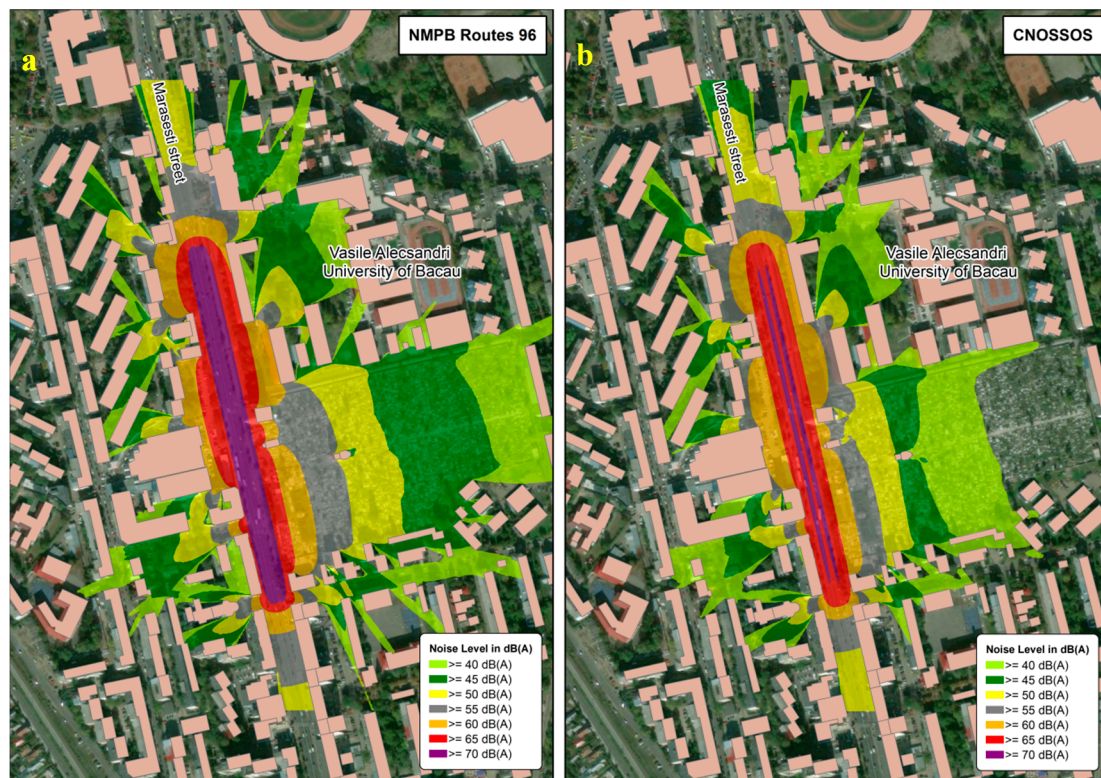 a
NMPB Routes 96
Marasesti street
Vasile Alecsandri
University of Bacau
Noise Level in dB(A)
>= 40 dB(A)
>= 45 dB(A)
>= 50 dB(A)
>= 55 dB(A)
>= 60 dB(A)
>= 65 dB(A)
>= 70 dB(A)
b
CNOSSOS
Marasesti street
Vasile Alecsandri
University of Bacau
Noise Level in dB(A)
>= 40 dB(A)
>= 45 dB(A)
>= 50 dB(A)
>= 55 dB(A)
>= 60 dB(A)
>= 65 dB(A)
>= 70 dB(A)